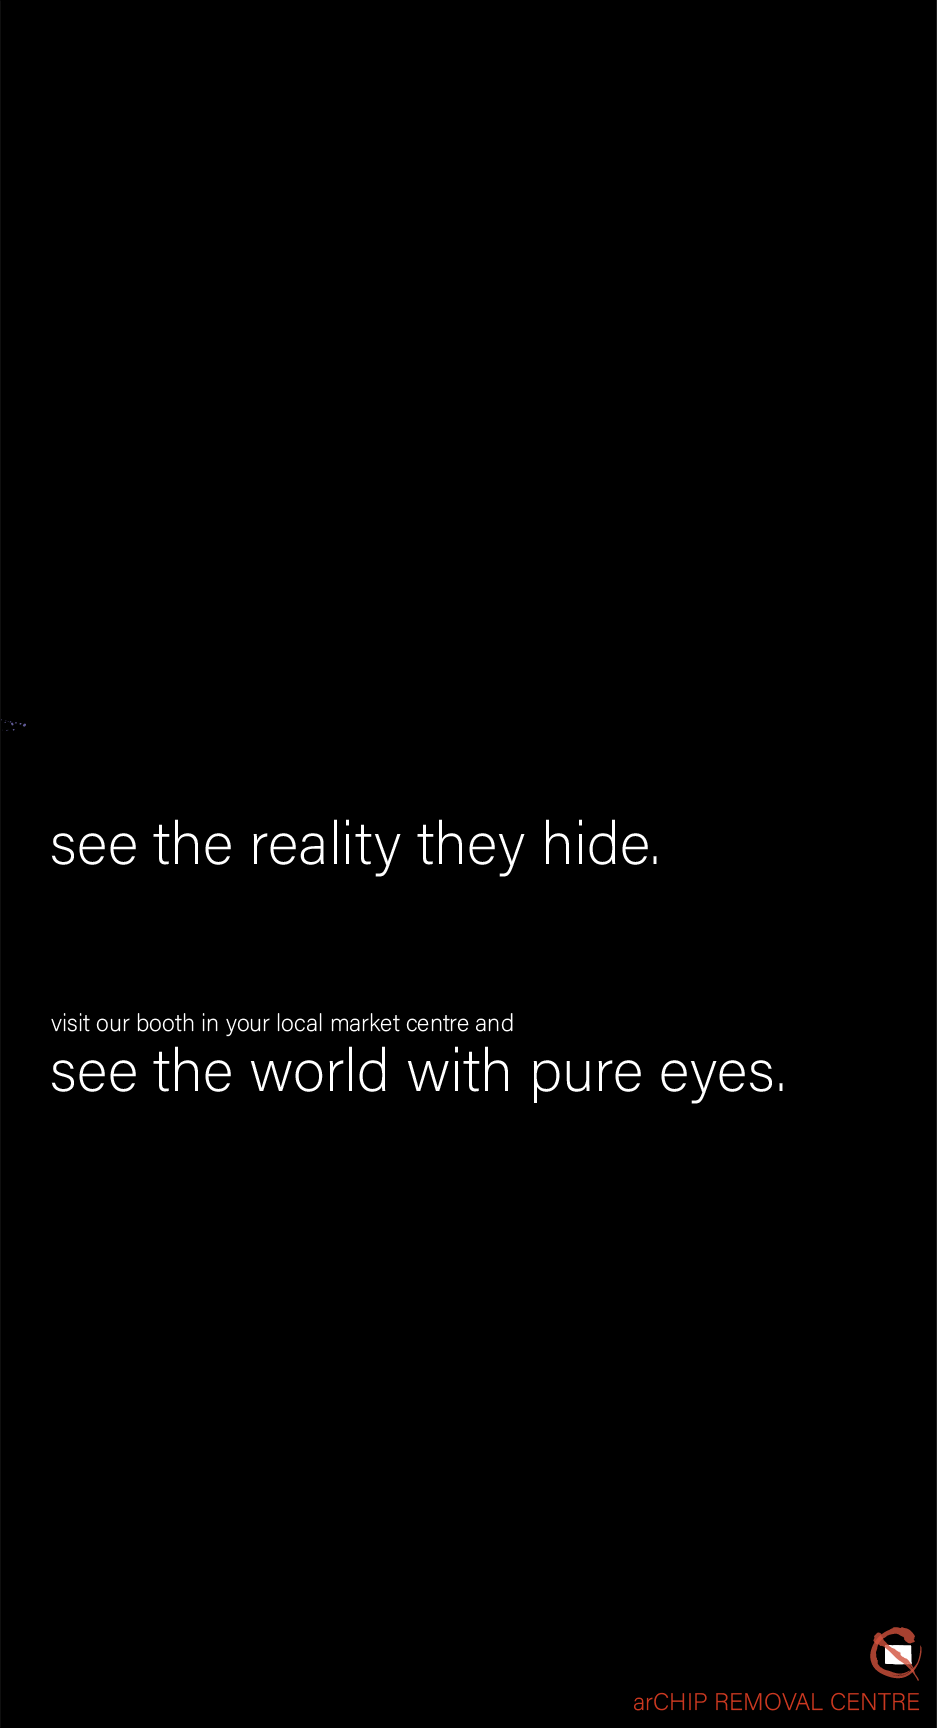 see the reality they hide.
visit our booth in your local market centre and
see the world with pure eyes.
arCHIP REMOVAL CENTRE